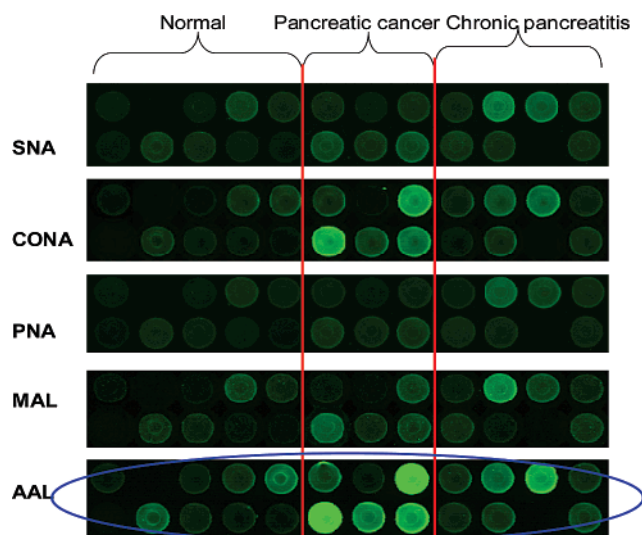 Normal Pancreatic cancer Chronic pancreatitis
SNA
CONA
PNA
MAL
AAL